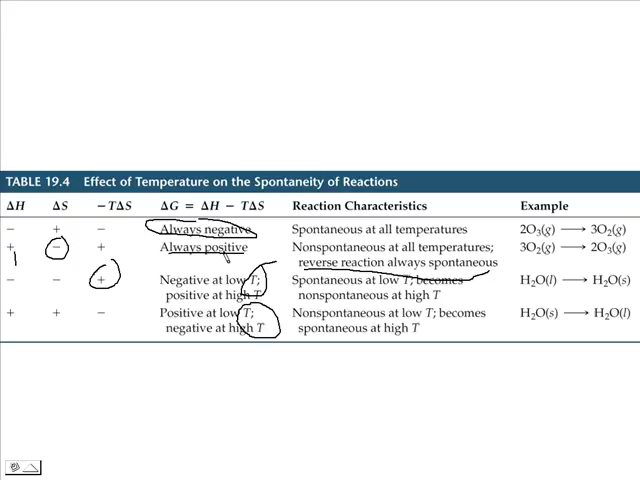 TABLE 19.4 Effect of Temperature on the Spontaneity of Reactions
ΔH ΔS −TΔS ΔG = ΔH − TΔS Reaction Characteristics Example
− + − Always negative Spontaneous at all temperatures 2O₃(g) ⟶ 3O₂(g)
+ − + Always positive Nonspontaneous at all temperatures; 3O₂(g) ⟶ 2O₃(g)
reverse reaction always spontaneous
− − + Negative at low T; Spontaneous at low T; becomes H₂O(l) ⟶ H₂O(s)
positive at high T nonspontaneous at high T
+ + − Positive at low T; Nonspontaneous at low T; becomes H₂O(s) ⟶ H₂O(l)
negative at high T spontaneous at high T